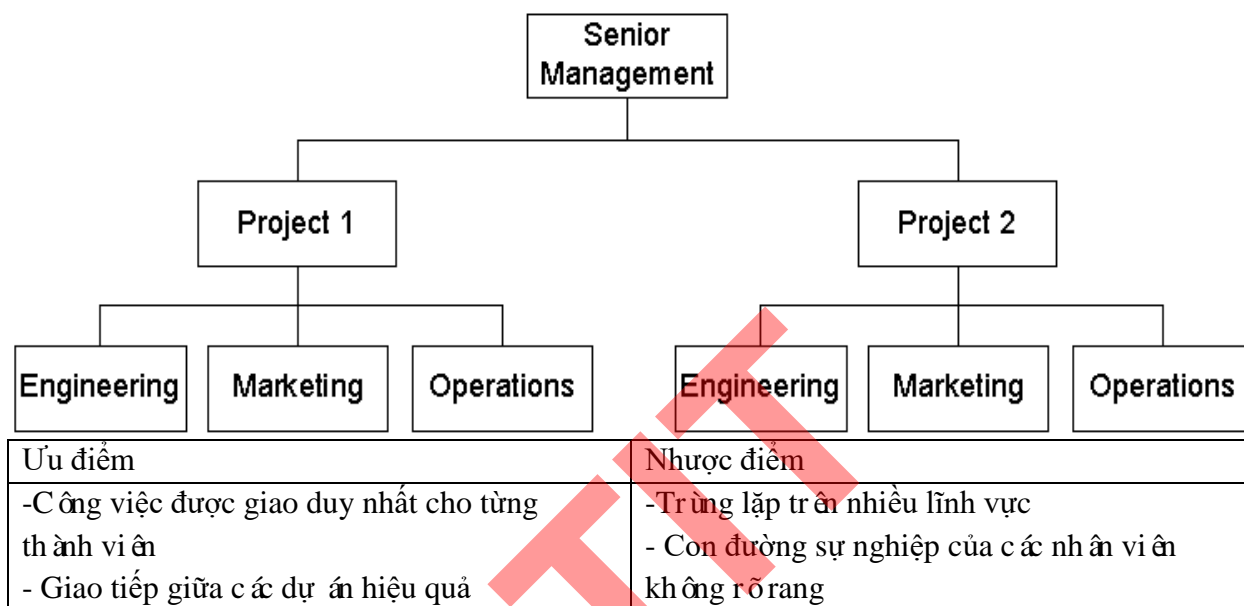 Senior
Management
Project 1
Project 2
Engineering
Marketing
Operations
Engineering
Marketing
Operations
Ưu điểm
Nhược điểm
-Công việc được giao duy nhất cho từng
thành viên
- Giao tiếp giữa các dự án hiệu quả
-Trùng lặp trên nhiều lĩnh vực
- Con đường sự nghiệp của các nhân viên
không rõ rang
TIT